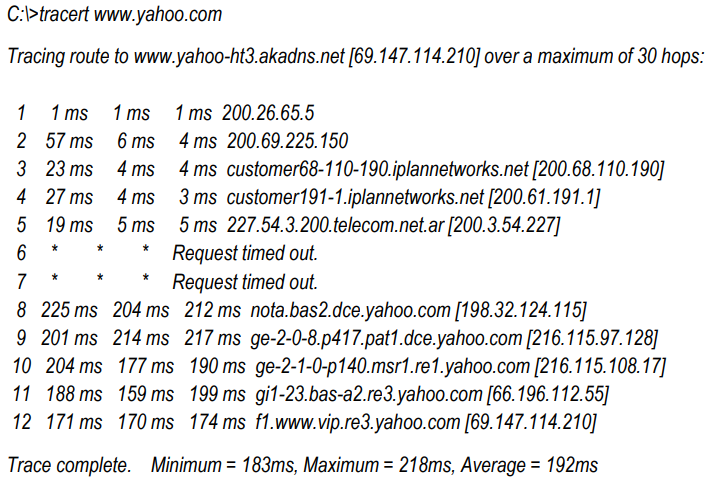 C:\>tracert www.yahoo.com
Tracing route to www.yahoo-ht3.akadns.net [69.147.114.210] over a maximum of 30 hops:
1 1 ms 1 ms 1 ms 200.26.65.5
2 57 ms 6 ms 4 ms 200.69.225.150
3 23 ms 4 ms 4 ms customer68-110-190.iplannetworks.net [200.68.110.190]
4 27 ms 4 ms 3 ms customer191-1.iplannetworks.net [200.61.191.1]
5 19 ms 5 ms 5 ms 227.54.3.200.telecom.net.ar [200.3.54.227]
6 * * * Request timed out.
7 * * * Request timed out.
8 225 ms 204 ms 212 ms nota.bas2.dce.yahoo.com [198.32.124.115]
9 201 ms 214 ms 217 ms ge-2-0-8.p417.pat1.dce.yahoo.com [216.115.97.128]
10 204 ms 177 ms 190 ms ge-2-1-0-p140.msr1.re1.yahoo.com [216.115.108.17]
11 188 ms 159 ms 199 ms gi1-23.bas-a2.re3.yahoo.com [66.196.112.55]
12 171 ms 170 ms 174 ms f1.www.vip.re3.yahoo.com [69.147.114.210]
Trace complete. Minimum = 183ms, Maximum = 218ms, Average = 192ms